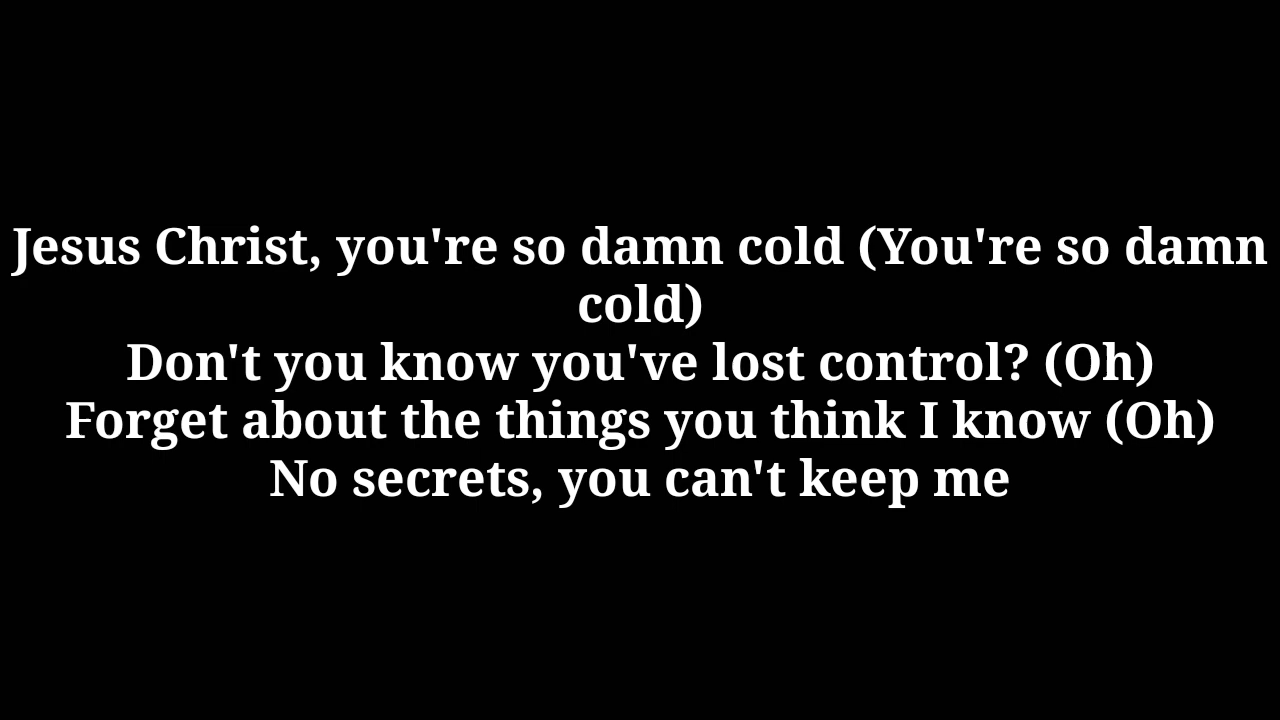 Jesus Christ, you're so damn cold (You're so damn
cold)
Don't you know you've lost control? (Oh)
Forget about the things you think I know (Oh)
No secrets, you can't keep me